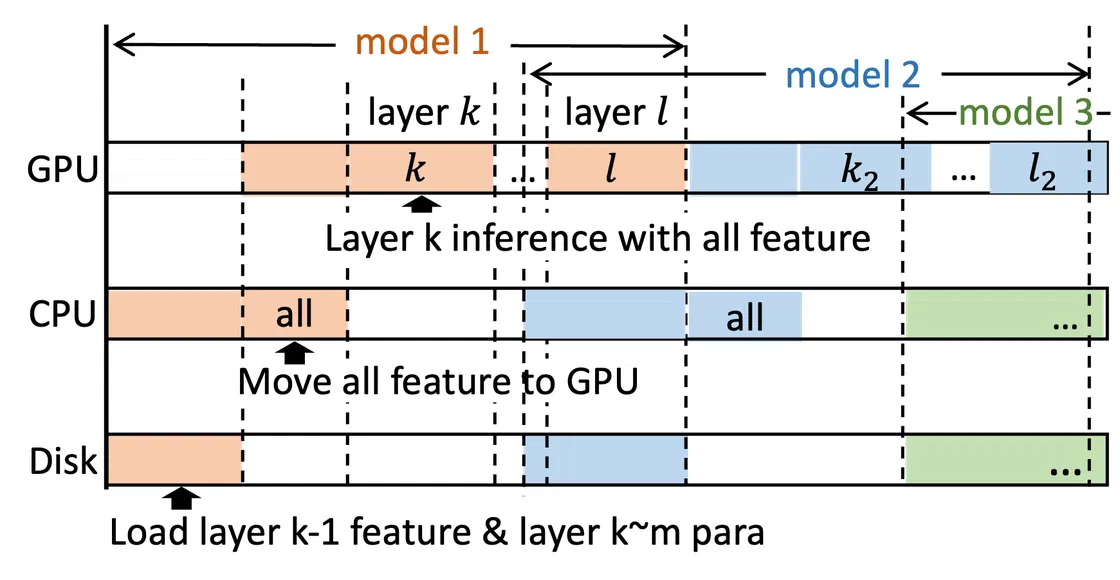 model 1
model 2
layer k
layer l
model 3
GPU
k
...
l
k₂
...
l₂
Layer k inference with all feature
CPU
all
all
...
Move all feature to GPU
Disk
...
Load layer k-1 feature & layer k~m para